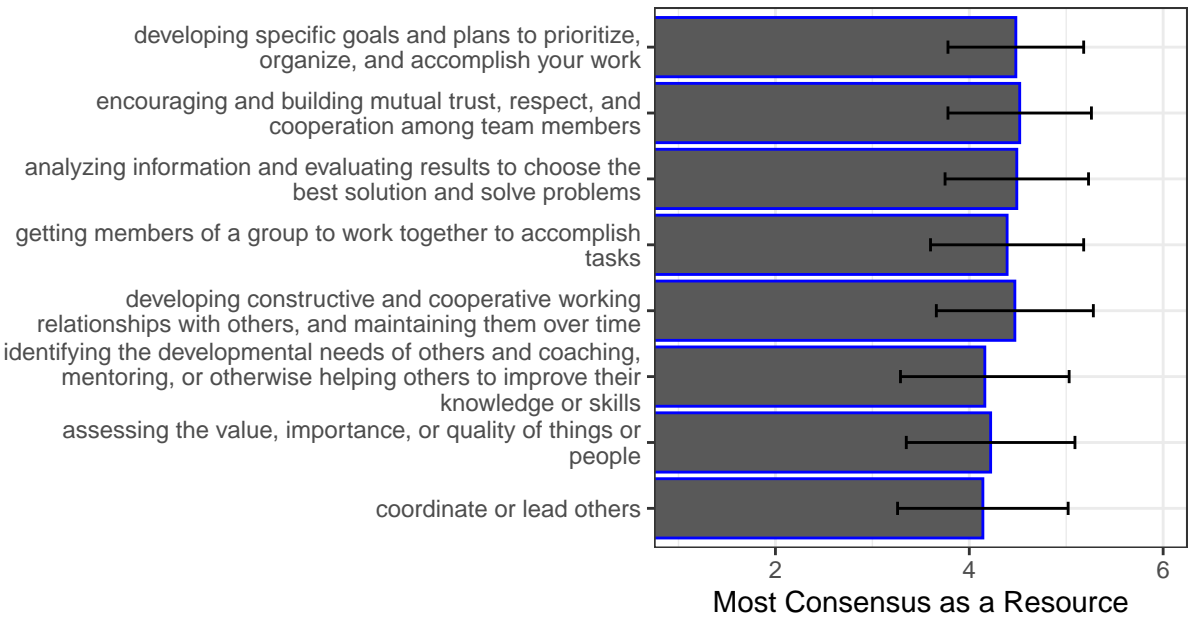 developing specific goals and plans to prioritize,
organize, and accomplish your work
encouraging and building mutual trust, respect, and
cooperation among team members
analyzing information and evaluating results to choose the
best solution and solve problems
getting members of a group to work together to accomplish
tasks
developing constructive and cooperative working
relationships with others, and maintaining them over time
identifying the developmental needs of others and coaching,
mentoring, or otherwise helping others to improve their
knowledge or skills
assessing the value, importance, or quality of things or
people
coordinate or lead others
2 4 6
Most Consensus as a Resource